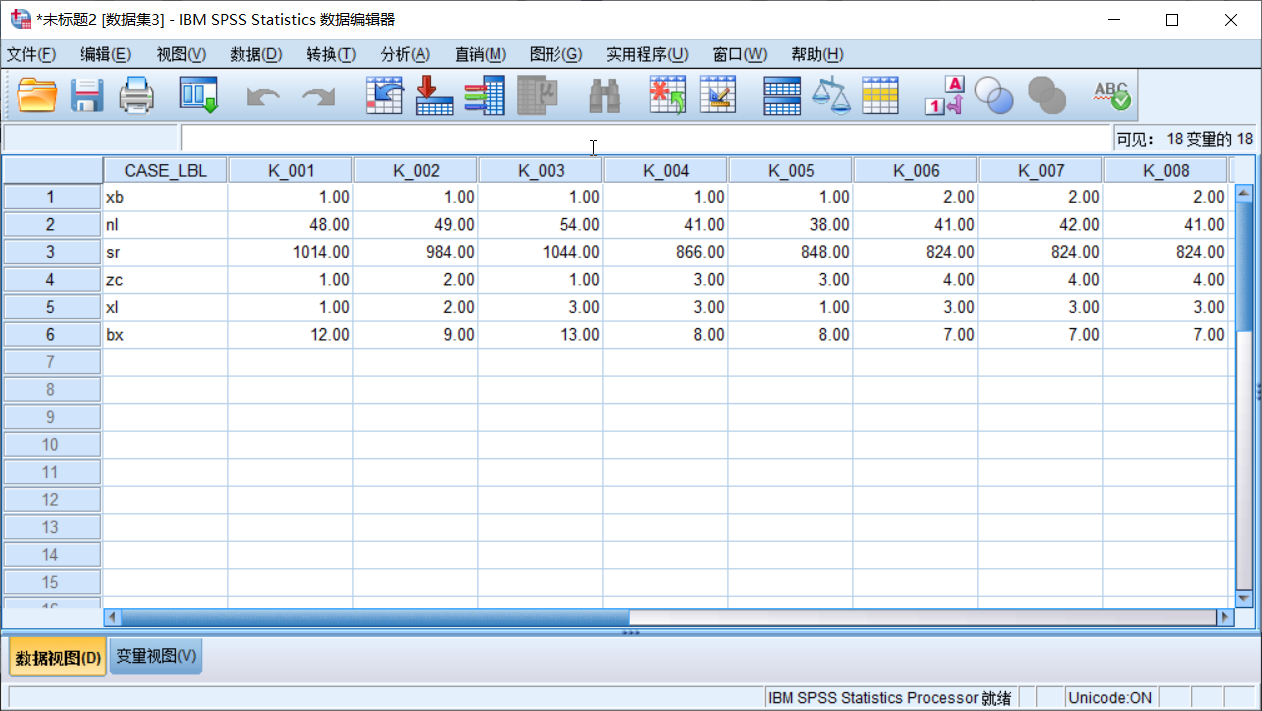 *未标题2 [数据集3] - IBM SPSS Statistics 数据编辑器
文件(F) 编辑(E) 视图(V) 数据(D) 转换(T) 分析(A) 直销(M) 图形(G) 实用程序(U) 窗口(W) 帮助(H)
μ A 1 ABC
可见： 18 变量的 18
CASE_LBL K_001 K_002 K_003 K_004 K_005 K_006 K_007 K_008
1 xb 1.00 1.00 1.00 1.00 1.00 2.00 2.00 2.00
2 nl 48.00 49.00 54.00 41.00 38.00 41.00 42.00 41.00
3 sr 1014.00 984.00 1044.00 866.00 848.00 824.00 824.00 824.00
4 zc 1.00 2.00 1.00 3.00 3.00 4.00 4.00 4.00
5 xl 1.00 2.00 3.00 3.00 1.00 3.00 3.00 3.00
6 bx 12.00 9.00 13.00 8.00 8.00 7.00 7.00 7.00
7
8
9
10
11
12
13
14
15
16
数据视图(D) 变量视图(V)
IBM SPSS Statistics Processor 就绪 Unicode:ON